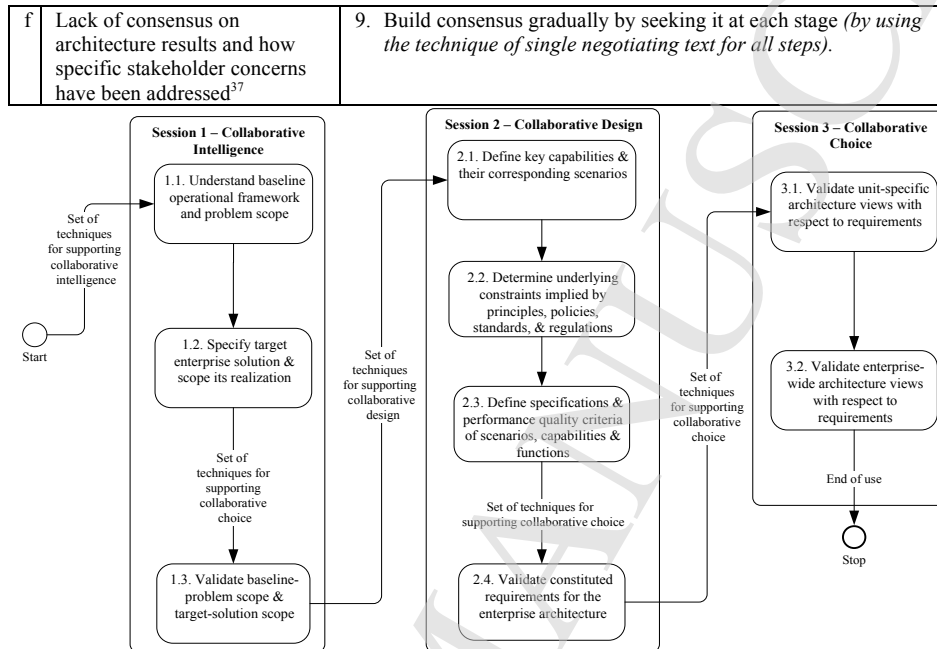 f
Lack of consensus on
architecture results and how
specific stakeholder concerns
have been addressed37
9. Build consensus gradually by seeking it at each stage (by using
the technique of single negotiating text for all steps).
Session 1 – Collaborative
Intelligence
1.1. Understand baseline
operational framework
and problem scope
Set of
techniques
for supporting
collaborative
intelligence
Start
1.2. Specify target
enterprise solution &
scope its realization
Set of
techniques for
supporting
collaborative
choice
1.3. Validate baseline-
problem scope &
target-solution scope
Set of
techniques
for supporting
collaborative
design
Session 2 – Collaborative Design
2.1. Define key capabilities &
their corresponding scenarios
2.2. Determine underlying
constraints implied by
principles, policies,
standards, & regulations
2.3. Define specifications &
performance quality criteria
of scenarios, capabilities &
functions
Set of techniques for
supporting collaborative choice
2.4. Validate constituted
requirements for the
enterprise architecture
Set of
techniques
for supporting
collaborative
choice
Session 3 – Collaborative
Choice
3.1. Validate unit-specific
architecture views with
respect to requirements
3.2. Validate enterprise-
wide architecture views
with respect to
requirements
End of use
Stop